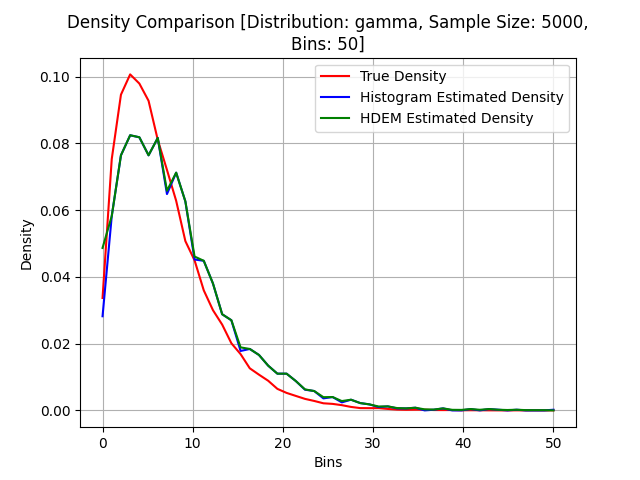 Density Comparison [Distribution: gamma, Sample Size: 5000,
Bins: 50]
True Density
Histogram Estimated Density
HDEM Estimated Density
Density
0.10
0.08
0.06
0.04
0.02
0.00
0 10 20 30 40 50
Bins